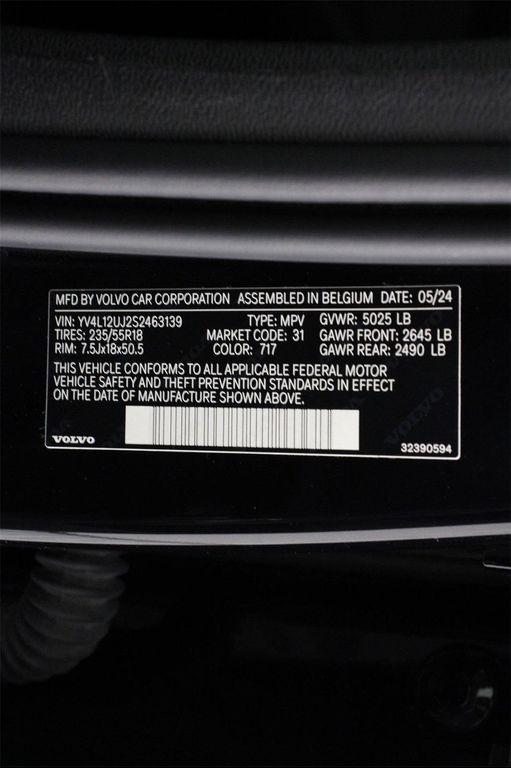 MFD BY VOLVO CAR CORPORATION ASSEMBLED IN BELGIUM DATE: 05/24
VIN: YV4L12UJ2S2463139 TYPE: MPV GVWR: 5025 LB
TIRES: 235/55R18 MARKET CODE: 31 GAWR FRONT: 2645 LB
RIM: 7.5Jx18x50.5 COLOR: 717 GAWR REAR: 2490 LB
THIS VEHICLE CONFORMS TO ALL APPLICABLE FEDERAL MOTOR
VEHICLE SAFETY AND THEFT PREVENTION STANDARDS IN EFFECT
ON THE DATE OF MANUFACTURE SHOWN ABOVE.
VOLVO
VOLVO 32390594